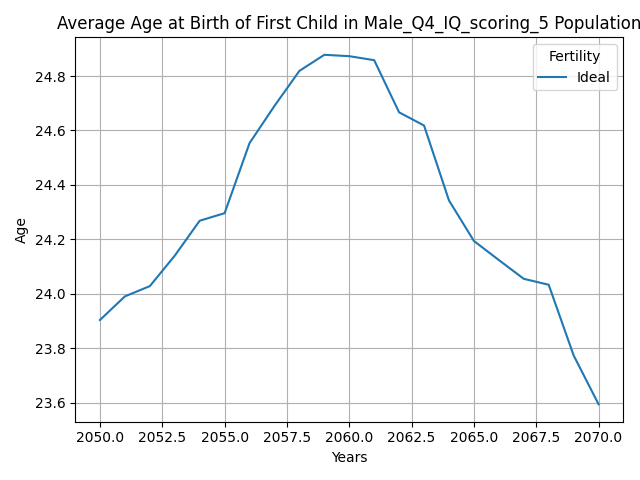 Average Age at Birth of First Child in Male_Q4_IQ_scoring_5 Population
Fertility
Ideal
Age
24.8
24.6
24.4
24.2
24.0
23.8
23.6
2050.0 2052.5 2055.0 2057.5 2060.0 2062.5 2065.0 2067.5 2070.0
Years